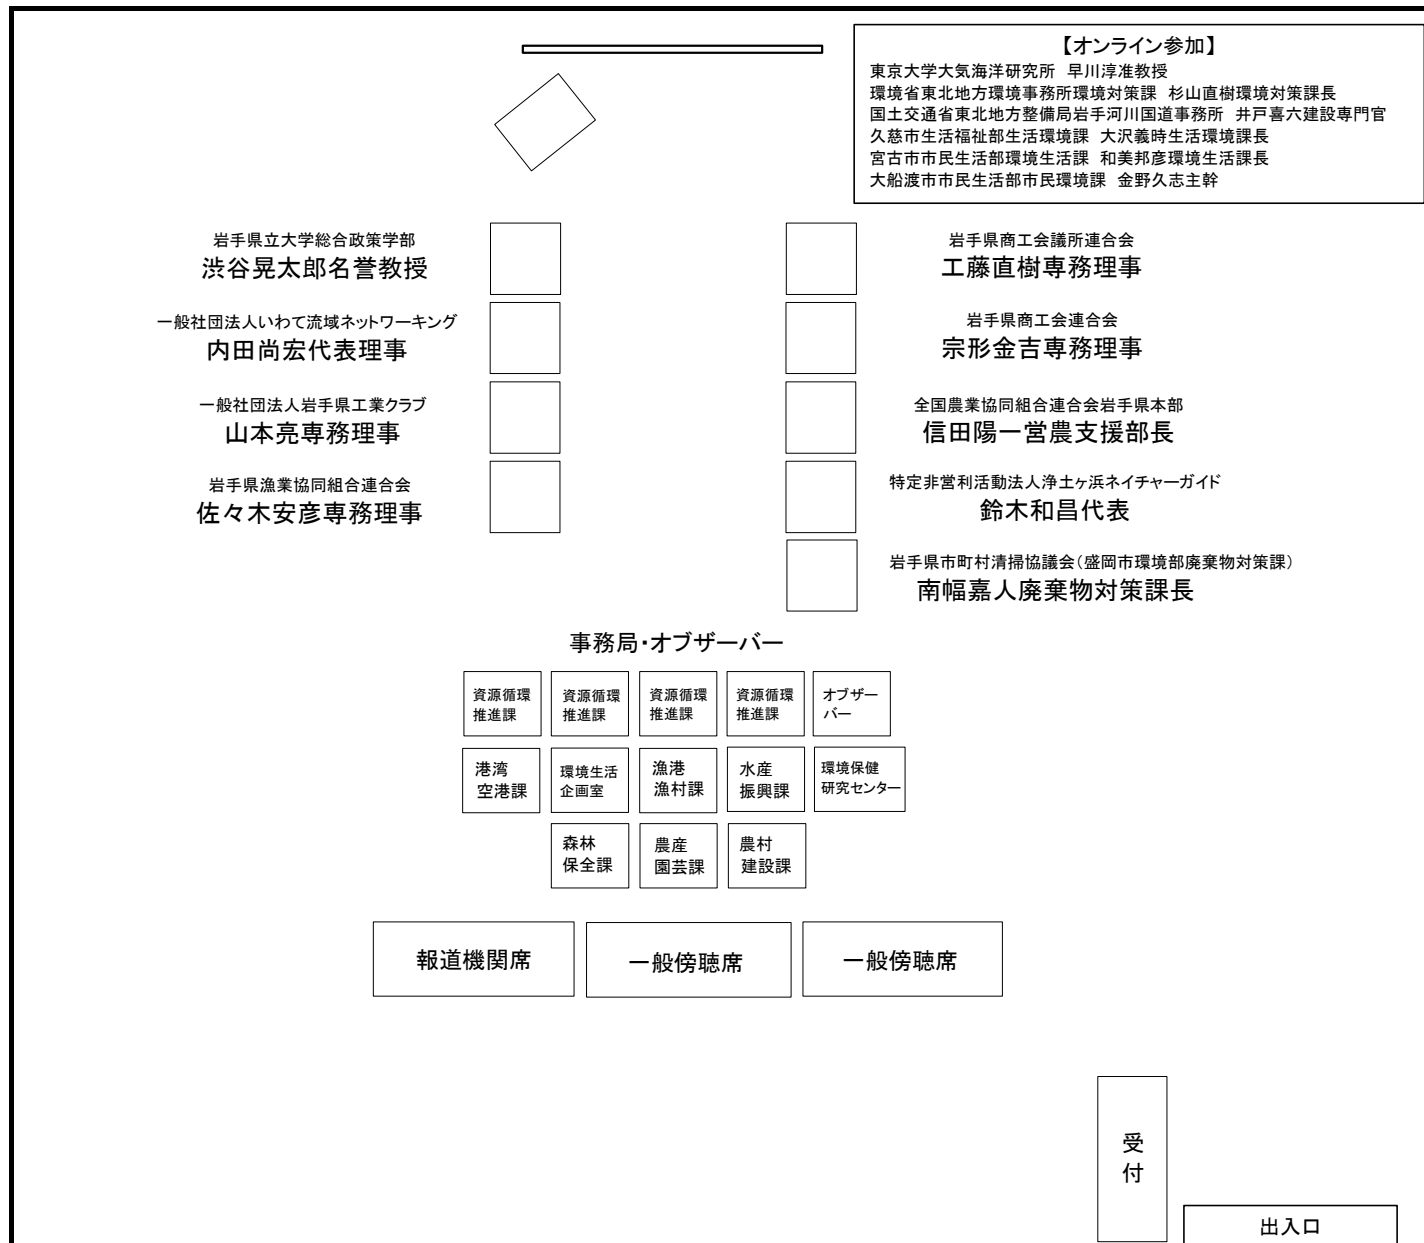 【オンライン参加】
東京大学大気海洋研究所 早川淳准教授
環境省東北地方環境事務所環境対策課 杉山直樹環境対策課長
国土交通省東北地方整備局岩手河川国道事務所 井戸喜六建設専門官
久慈市生活福祉部生活環境課 大沢義時生活環境課長
宮古市市民生活部環境生活課 和美邦彦環境生活課長
大船渡市市民生活部市民環境課 金野久志主幹
岩手県立大学総合政策学部
渋谷晃太郎名誉教授
一般社団法人いわて流域ネットワーキング
内田尚宏代表理事
一般社団法人岩手県工業クラブ
山本亮専務理事
岩手県漁業協同組合連合会
佐々木安彦専務理事
岩手県商工会議所連合会
工藤直樹専務理事
岩手県商工会連合会
宗形金吉専務理事
全国農業協同組合連合会岩手県本部
信田陽一営農支援部長
特定非営利活動法人浄土ヶ浜ネイチャーガイド
鈴木和昌代表
岩手県市町村清掃協議会（盛岡市環境部廃棄物対策課）
南幅嘉人廃棄物対策課長
事務局・オブザーバー
資源循環
推進課
資源循環
推進課
資源循環
推進課
資源循環
推進課
オブザー
バー
港湾
空港課
環境生活
企画室
漁港
漁村課
水産
振興課
環境保健
研究センター
森林
保全課
農産
園芸課
農村
建設課
報道機関席
一般傍聴席
一般傍聴席
受
付
出入口